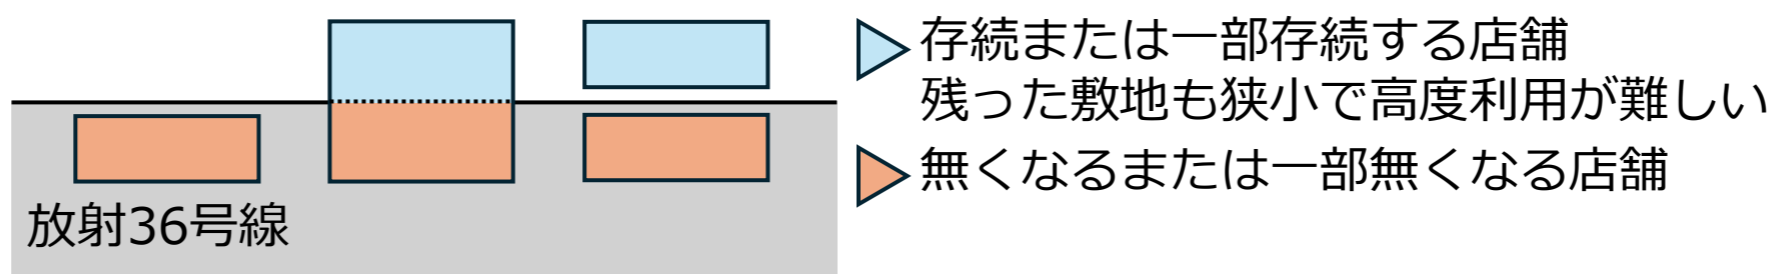 存続または一部存続する店舗
残った敷地も狭小で高度利用が難しい
無くなるまたは一部無くなる店舗
放射36号線